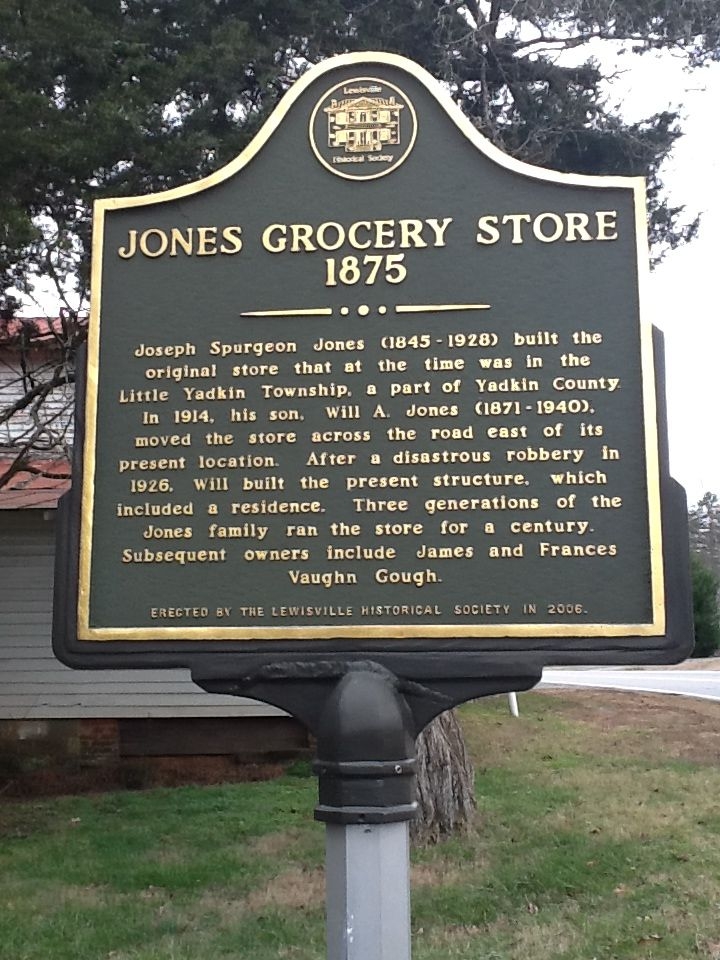 Lewisville
Historical Society
JONES GROCERY STORE
1875
Joseph Spurgeon Jones (1845-1928) built the
original store that at the time was in the
Little Yadkin Township, a part of Yadkin County.
In 1914, his son, Will A. Jones (1871-1940),
moved the store across the road east of its
present location. After a disastrous robbery in
1926, Will built the present structure, which
included a residence. Three generations of the
Jones family ran the store for a century.
Subsequent owners include James and Frances
Vaughn Gough.
ERECTED BY THE LEWISVILLE HISTORICAL SOCIETY IN 2006.